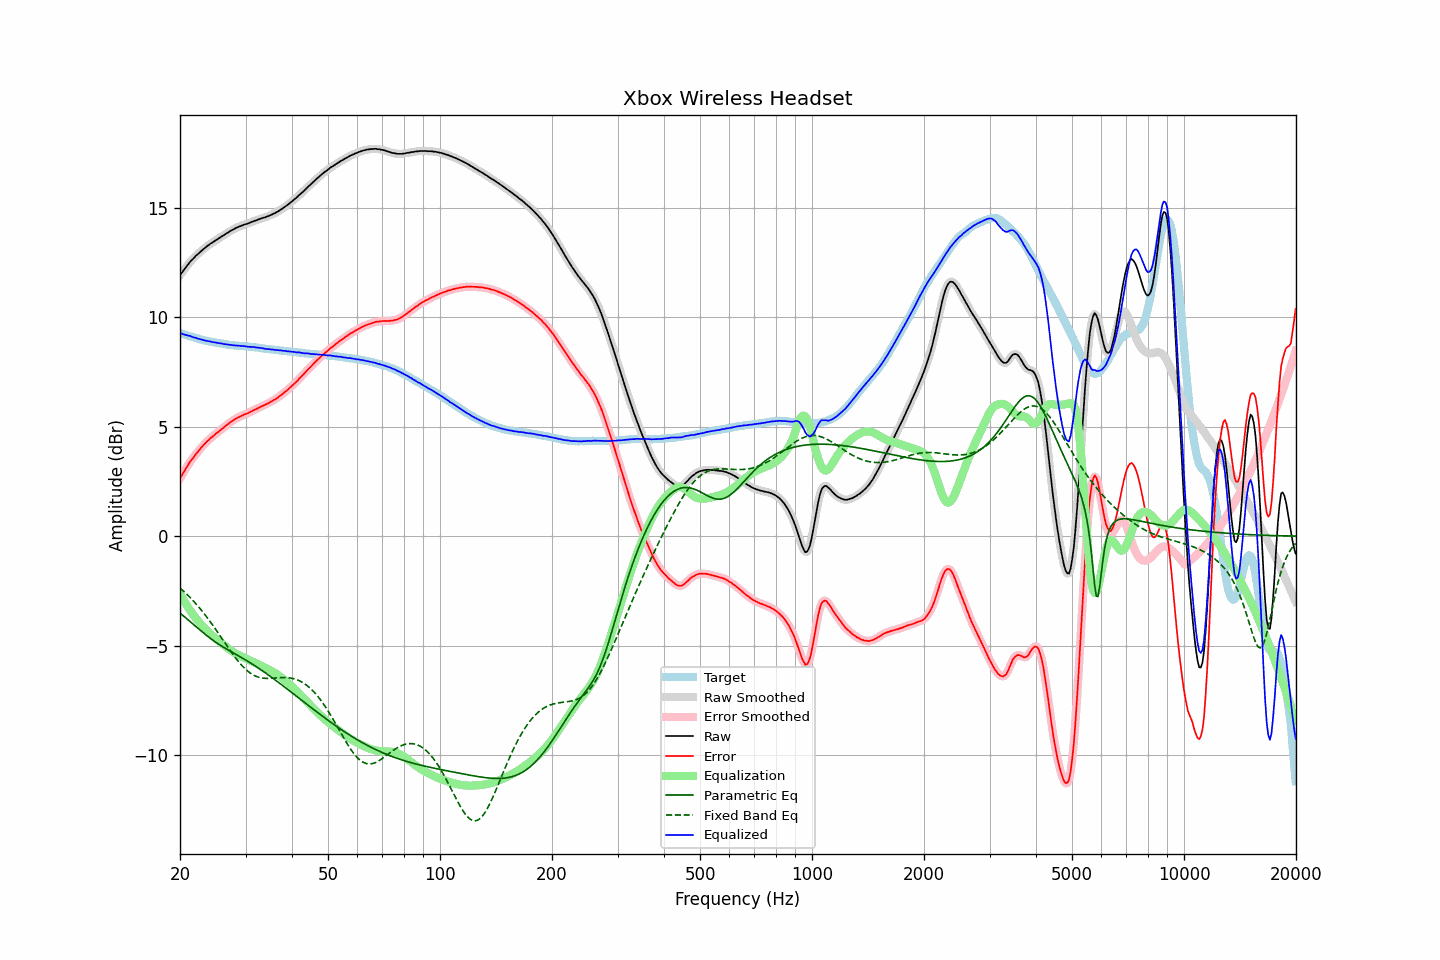 Xbox Wireless Headset
Amplitude (dBr)
15
10
5
0
−5
−10
Target
Raw Smoothed
Error Smoothed
Raw
Error
Equalization
Parametric Eq
Fixed Band Eq
Equalized
20 50 100 200 500 1000 2000 5000 10000 20000
Frequency (Hz)